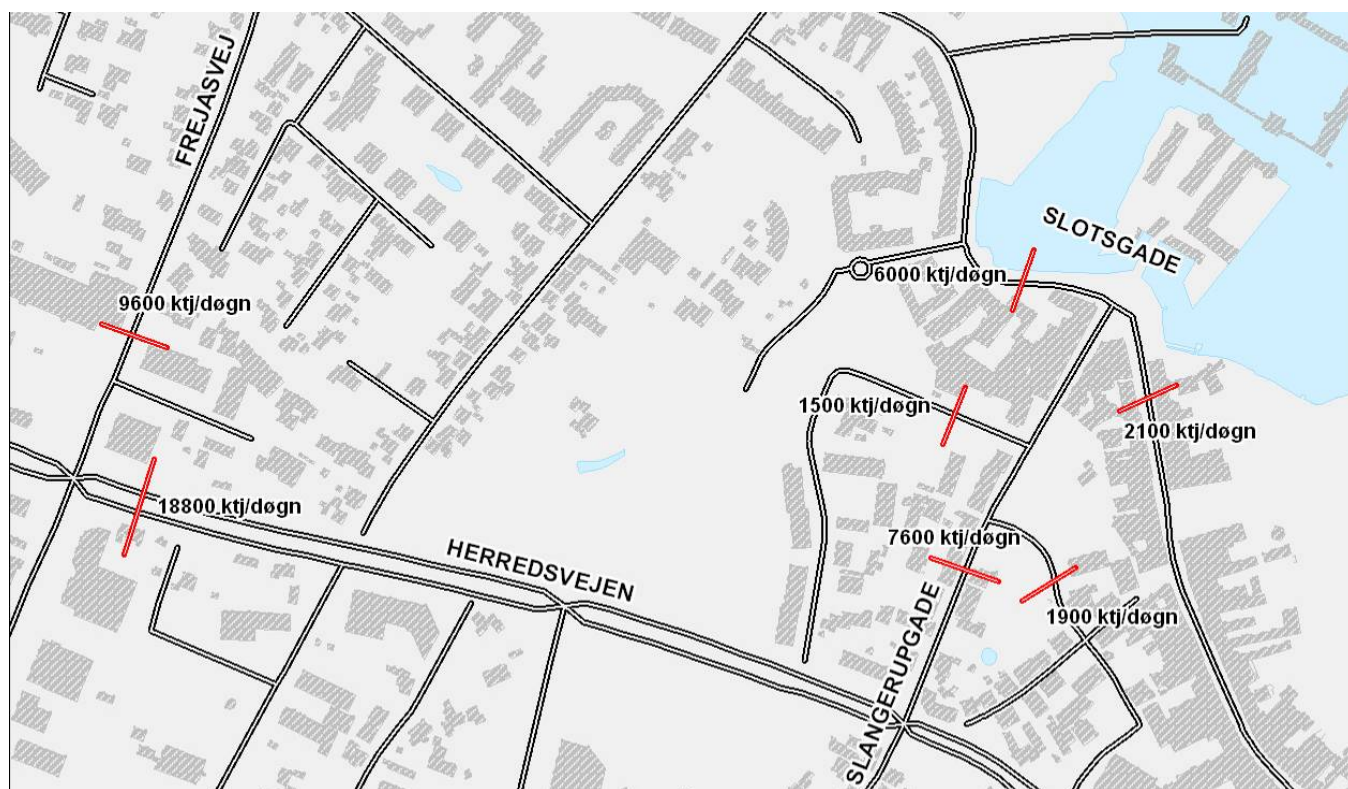 FREJASVEJ
SLOTSGADE
6000 ktj/døgn
9600 ktj/døgn
1500 ktj/døgn
2100 ktj/døgn
18800 ktj/døgn
7600 ktj/døgn
HERREDSVEJEN
1900 ktj/døgn
SLANGERUPGADE